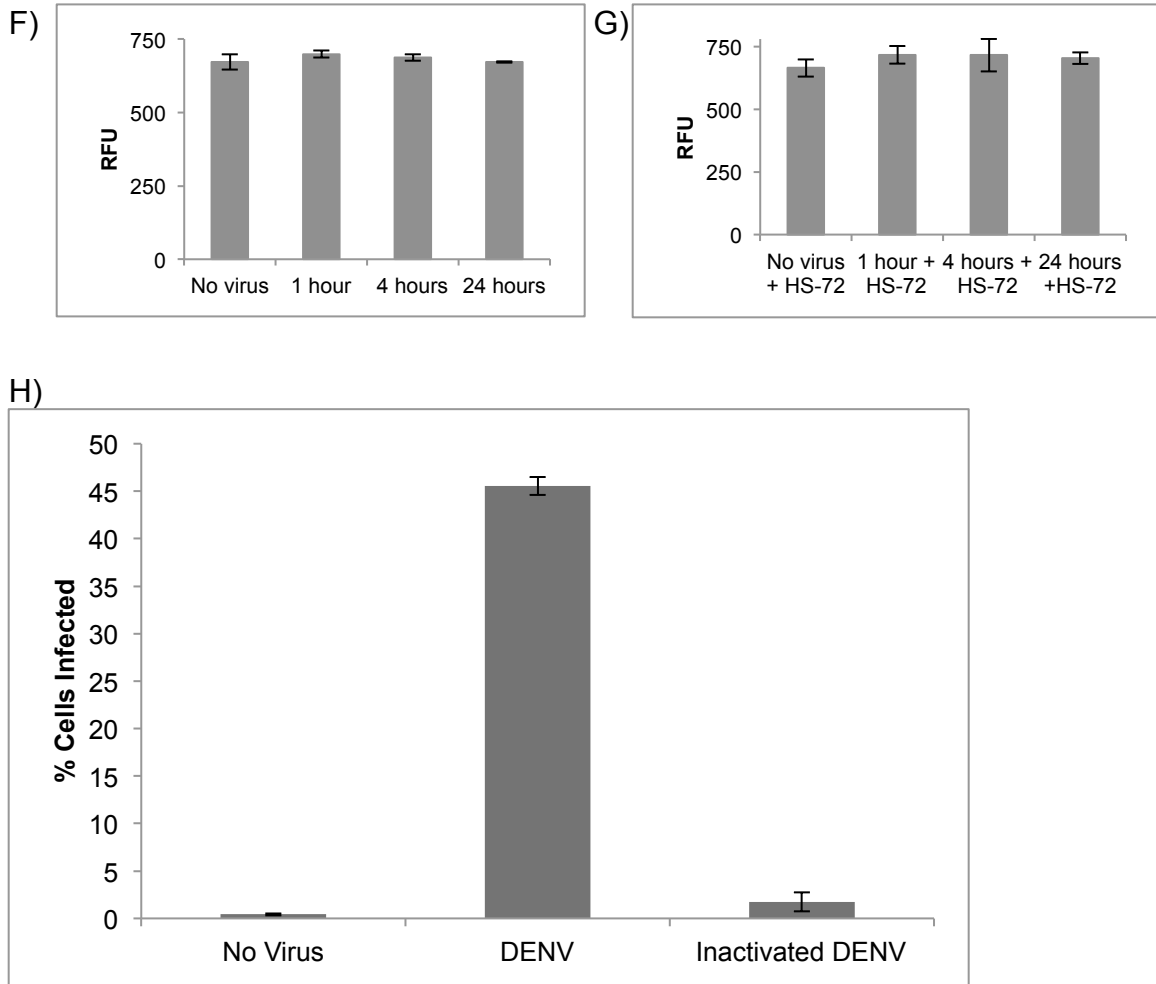 F)
750
500
250
0
RFU
No virus 1 hour 4 hours 24 hours
G)
750
500
250
0
RFU
No virus 1 hour + 4 hours + 24 hours
+ HS-72 HS-72 HS-72 +HS-72
H)
50
45
40
35
30
25
20
15
10
5
0
% Cells Infected
No Virus DENV Inactivated DENV